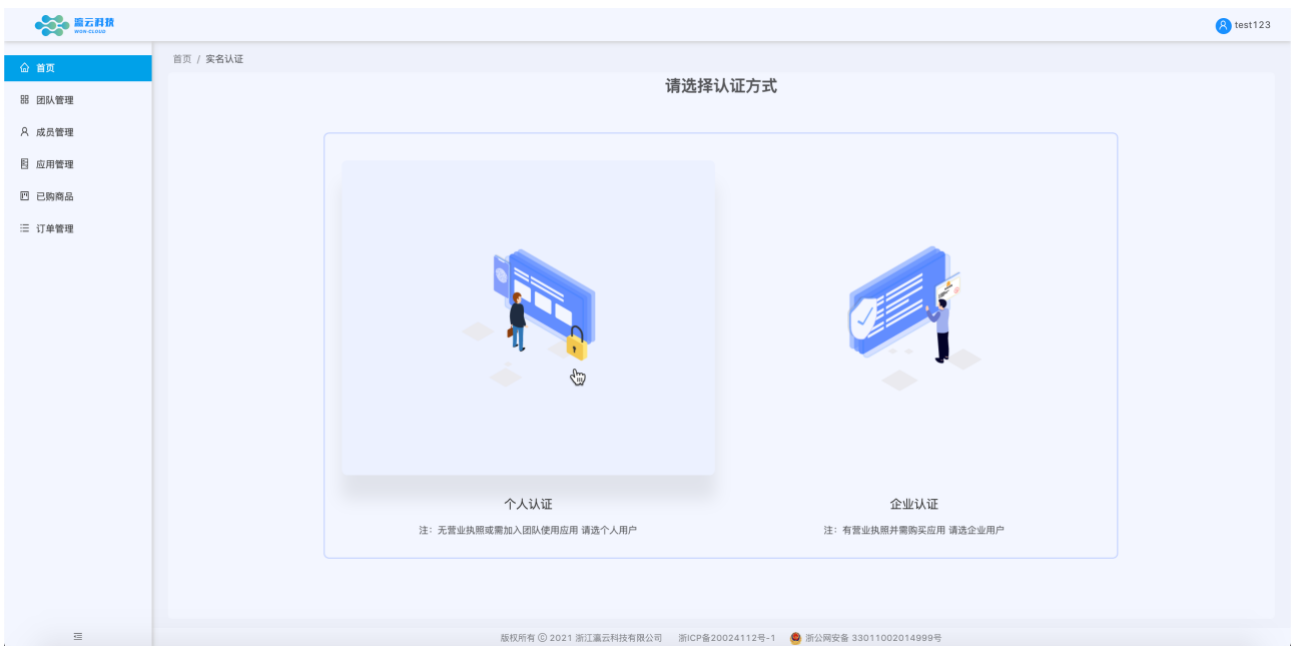 瀛云科技
WON-CLOUD
test123
首页
团队管理
成员管理
应用管理
已购商品
订单管理
首页 / 实名认证
请选择认证方式
个人认证
注：无营业执照或需加入团队使用应用 请选个人用户
企业认证
注：有营业执照并需购买应用 请选企业用户
版权所有 © 2021 浙江瀛云科技有限公司 浙ICP备20024112号-1 浙公网安备 33011002014999号